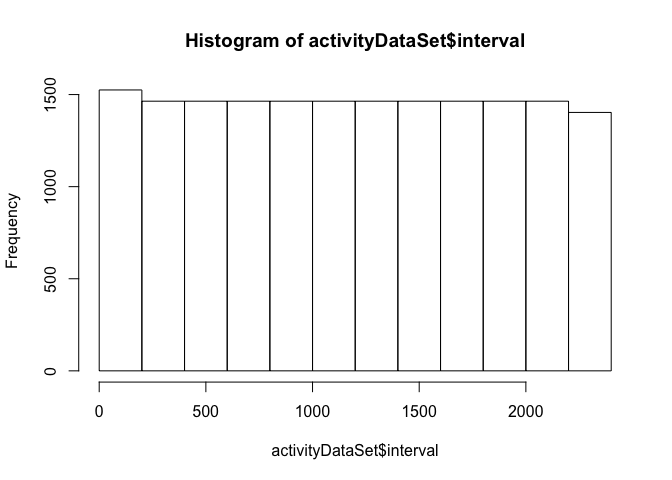 Histogram of activityDataSet$interval
Frequency
1500
1000
500
0
0 500 1000 1500 2000
activityDataSet$interval